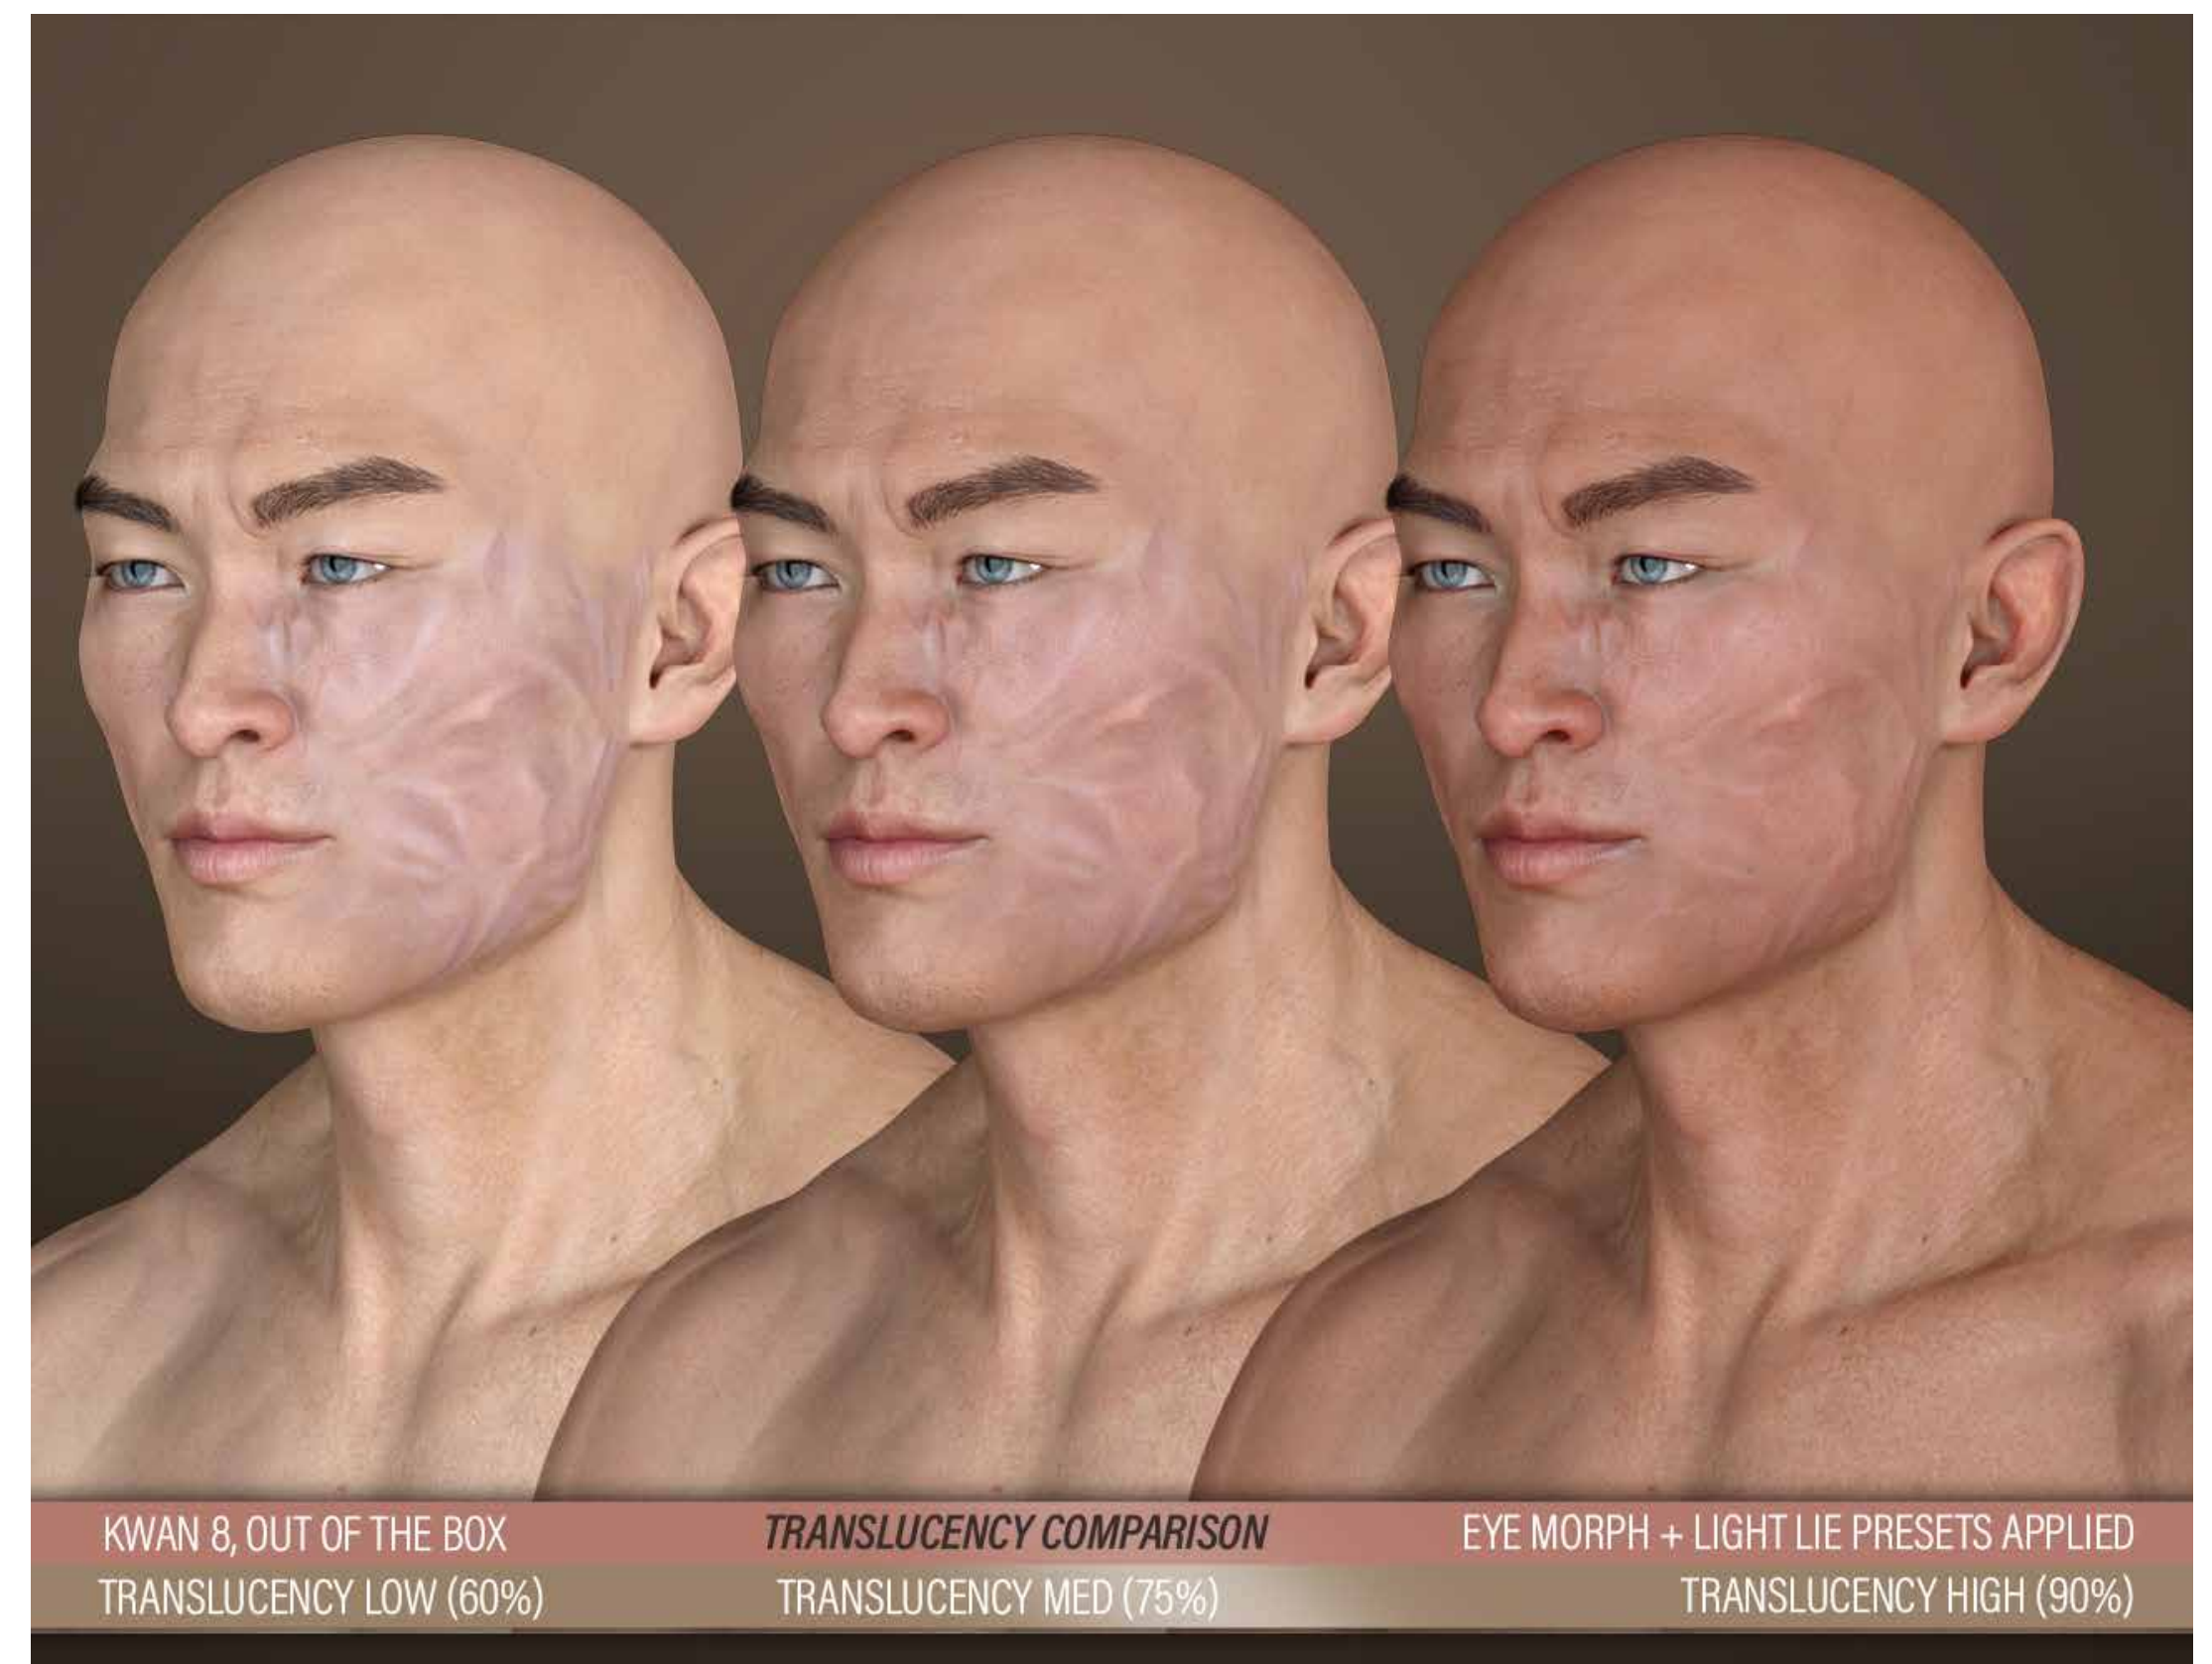 KWAN 8, OUT OF THE BOX
TRANSLUCENCY COMPARISON
EYE MORPH + LIGHT LIE PRESETS APPLIED
TRANSLUCENCY LOW (60%)
TRANSLUCENCY MED (75%)
TRANSLUCENCY HIGH (90%)